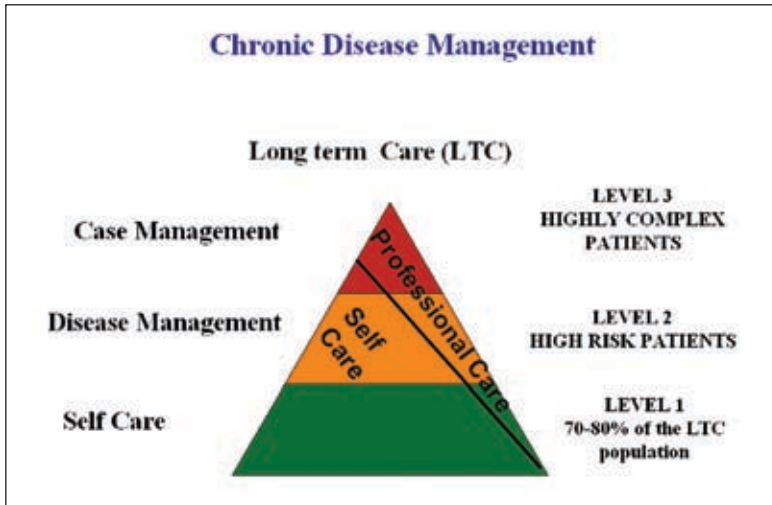 Chronic Disease Management
Long term Care (LTC)
Case Management
LEVEL 3
HIGHLY COMPLEX
PATIENTS
Professional Care
Disease Management
Self
Care
LEVEL 2
HIGH RISK PATIENTS
Self Care
LEVEL 1
70-80% of the LTC
population